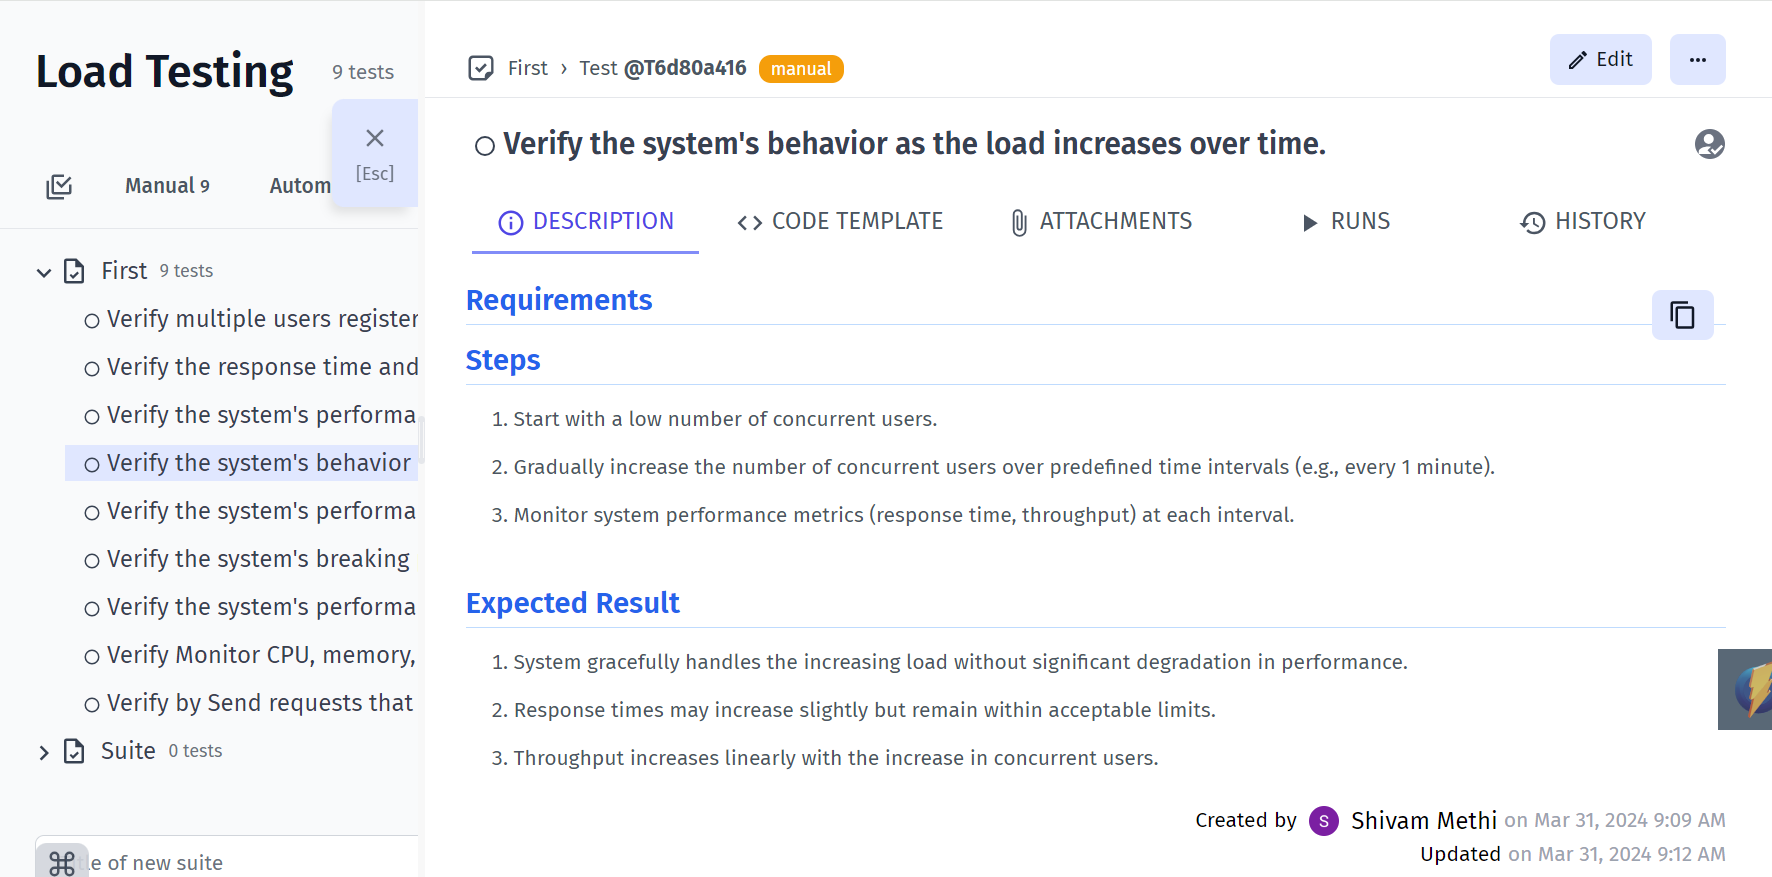 Load Testing 9 tests
[Esc]
Manual 9 Autom
First 9 tests
Verify multiple users register
Verify the response time and
Verify the system's performa
Verify the system's behavior
Verify the system's performa
Verify the system's breaking
Verify the system's performa
Verify Monitor CPU, memory,
Verify by Send requests that
Suite 0 tests
le of new suite
First › Test @T6d80a416 manual
Edit
Verify the system's behavior as the load increases over time.
DESCRIPTION CODE TEMPLATE ATTACHMENTS RUNS HISTORY
Requirements
Steps
1. Start with a low number of concurrent users.
2. Gradually increase the number of concurrent users over predefined time intervals (e.g., every 1 minute).
3. Monitor system performance metrics (response time, throughput) at each interval.
Expected Result
1. System gracefully handles the increasing load without significant degradation in performance.
2. Response times may increase slightly but remain within acceptable limits.
3. Throughput increases linearly with the increase in concurrent users.
Created by S Shivam Methi on Mar 31, 2024 9:09 AM
Updated on Mar 31, 2024 9:12 AM